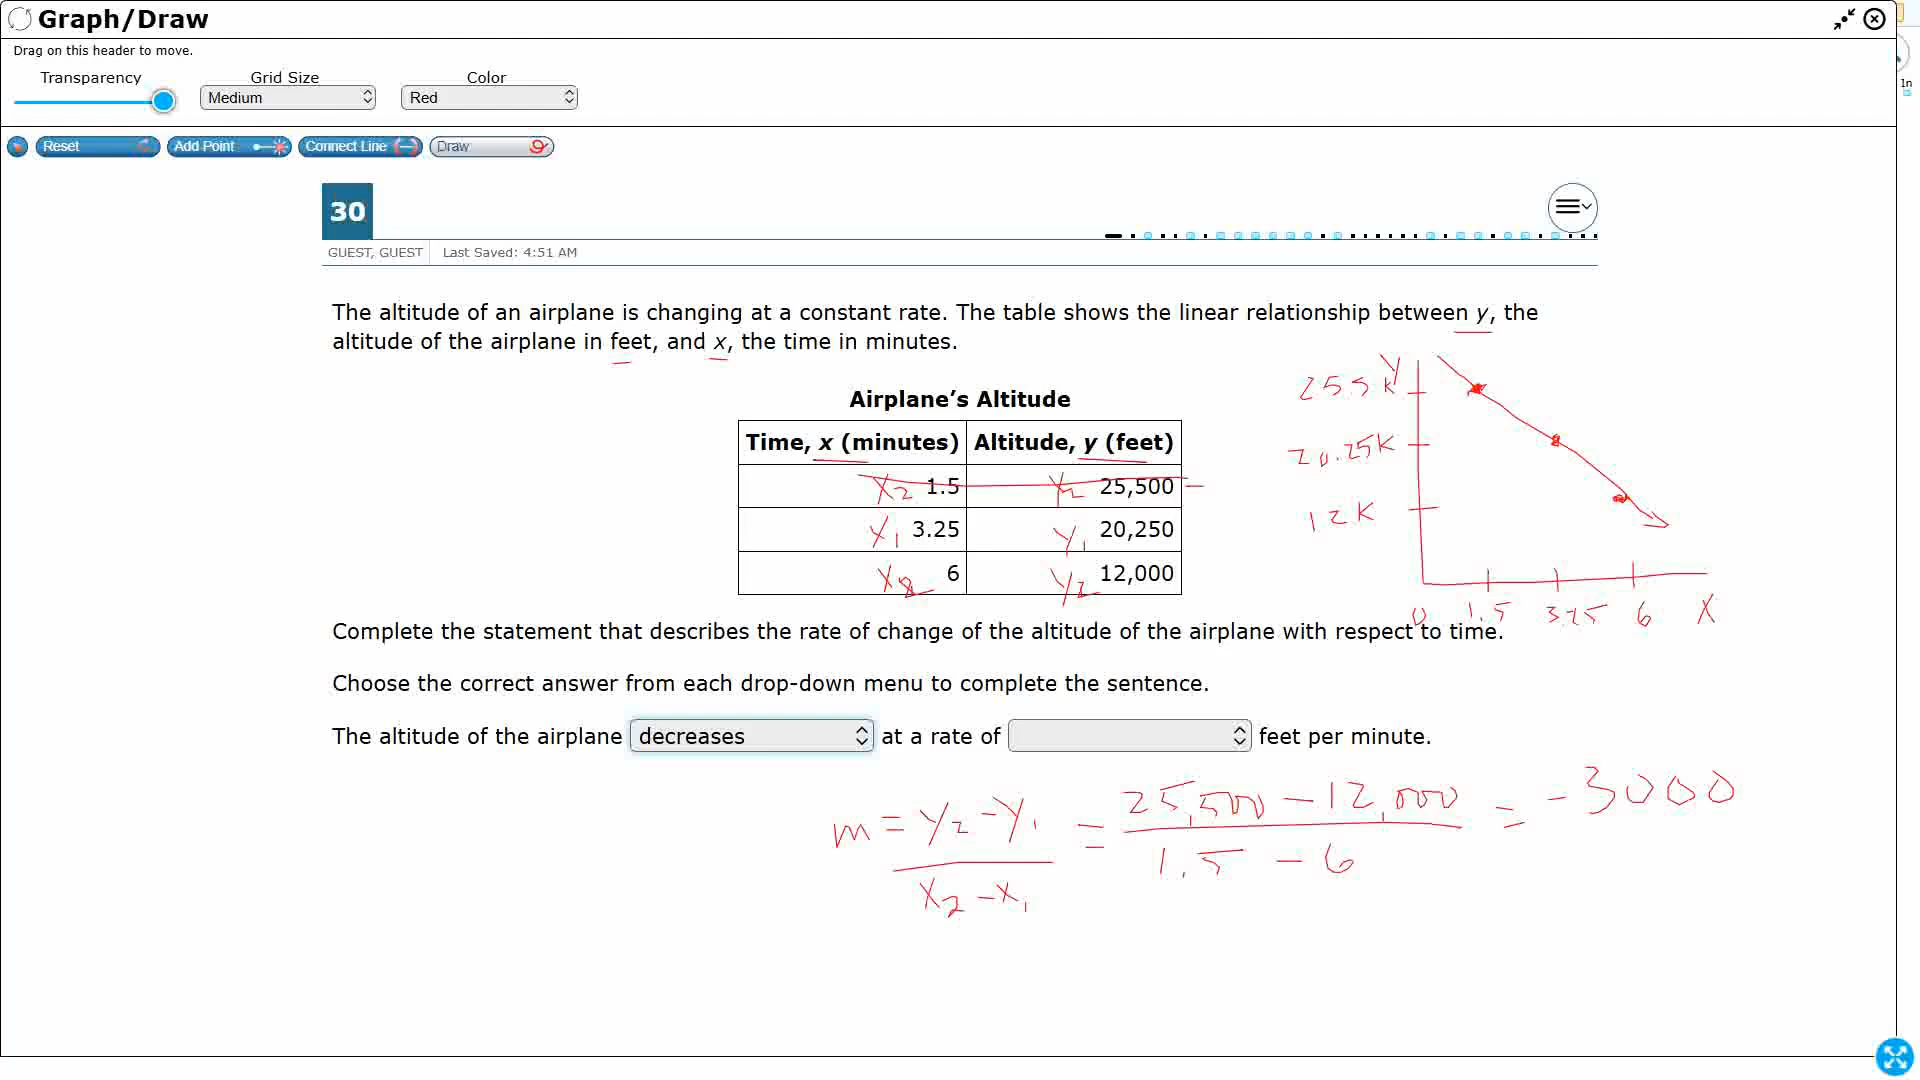 Graph/Draw
Drag on this header to move.
Transparency Grid Size Color
Medium Red
Reset Add Point Connect Line Draw
30
GUEST, GUEST Last Saved: 4:51 AM
The altitude of an airplane is changing at a constant rate. The table shows the linear relationship between y, the
altitude of the airplane in feet, and x, the time in minutes.
Airplane's Altitude
Time, x (minutes) Altitude, y (feet)
X2 1.5 Y2 25,500
X1 3.25 Y1 20,250
X2 6 Y2 12,000
Y
25.5K
20.25K
12K
0 1.5 3.25 6 X
Complete the statement that describes the rate of change of the altitude of the airplane with respect to time.
Choose the correct answer from each drop-down menu to complete the sentence.
The altitude of the airplane decreases at a rate of feet per minute.
m = Y2 - Y1 = 25,500 - 12,000 = -3000
X2 - X1 1.5 - 6